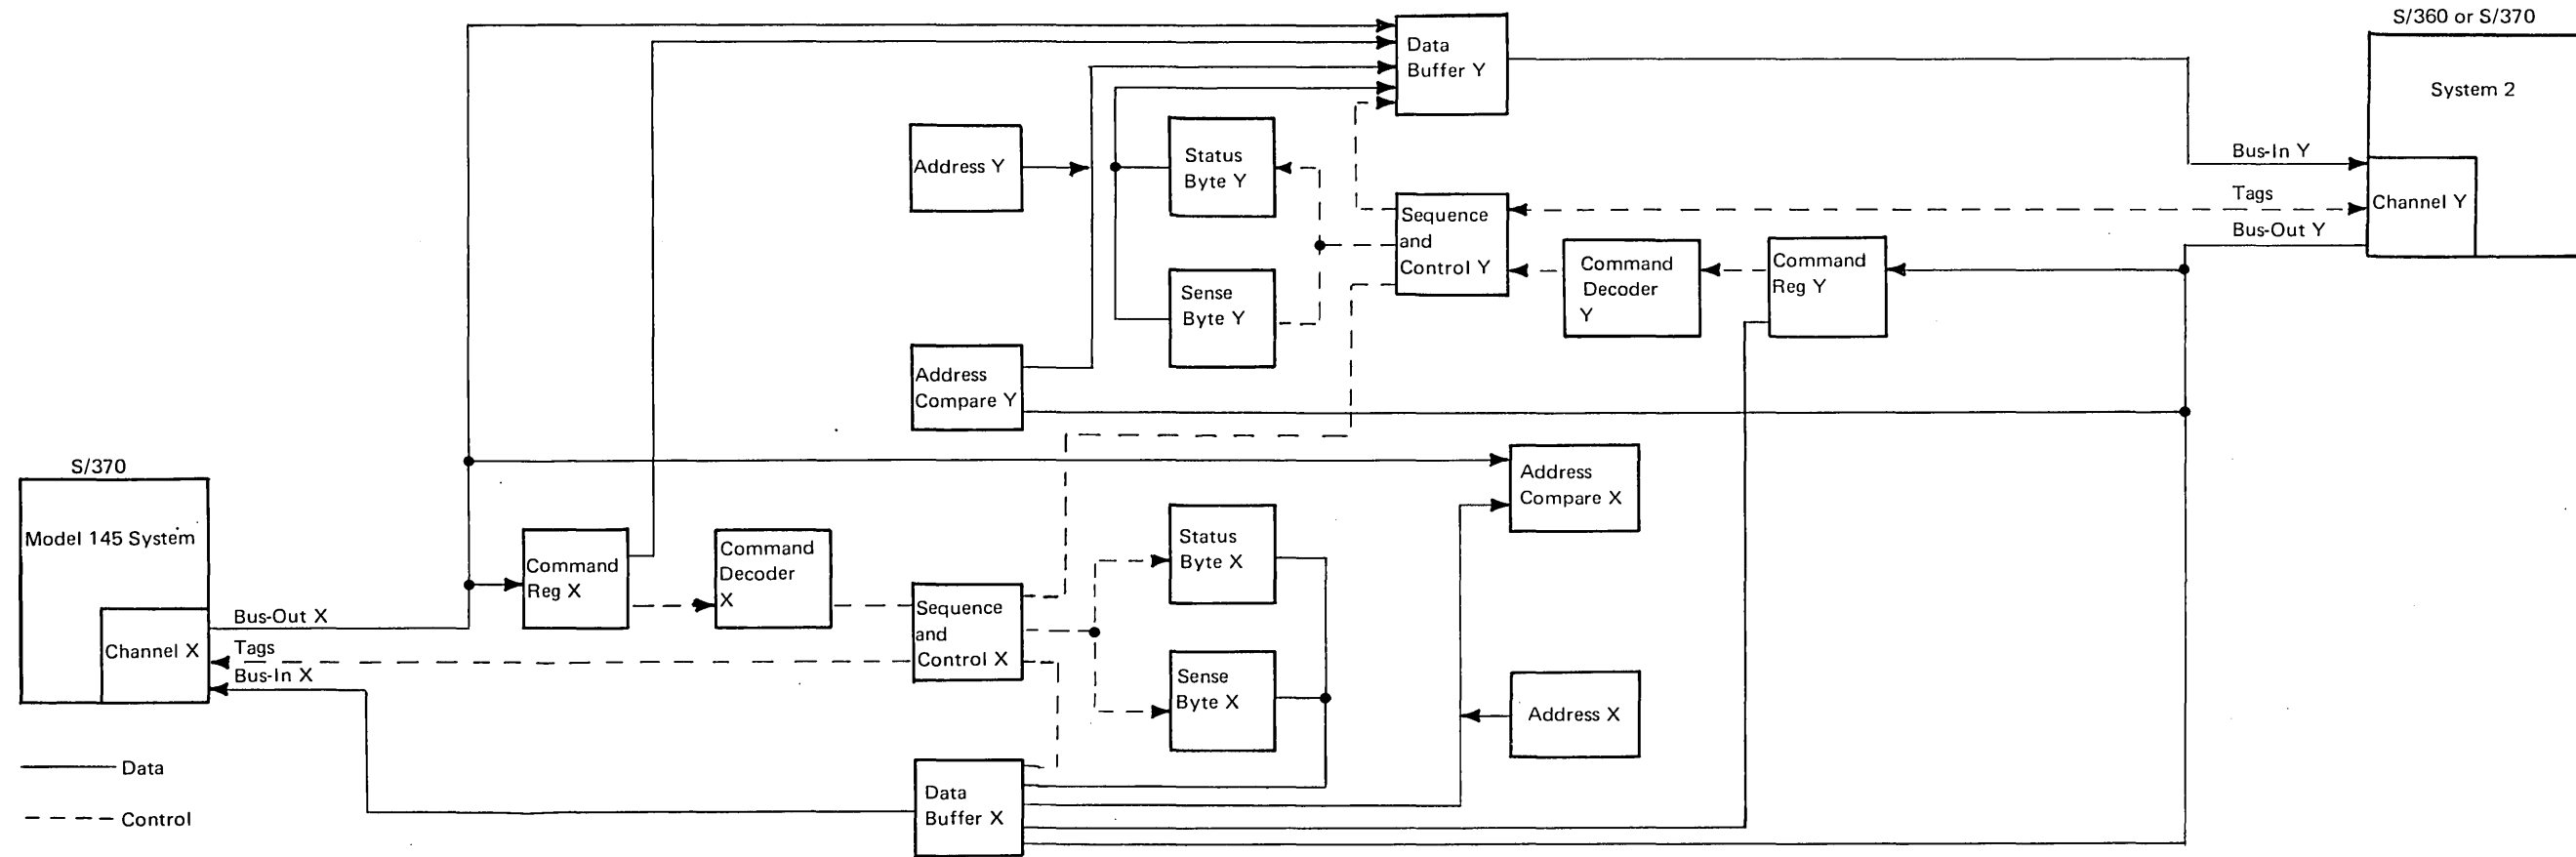 S/360 or S/370
System 2
Channel Y
Bus-In Y
Tags
Bus-Out Y
Data
Buffer Y
Address Y
Status
Byte Y
Sequence
and
Control Y
Command
Decoder
Y
Command
Reg Y
Sense
Byte Y
Address
Compare Y
S/370
Model 145 System
Channel X
Bus-Out X
Tags
Bus-In X
Command
Reg X
Command
Decoder
X
Sequence
and
Control X
Status
Byte X
Sense
Byte X
Address
Compare X
Address X
Data
Buffer X
Data
Control